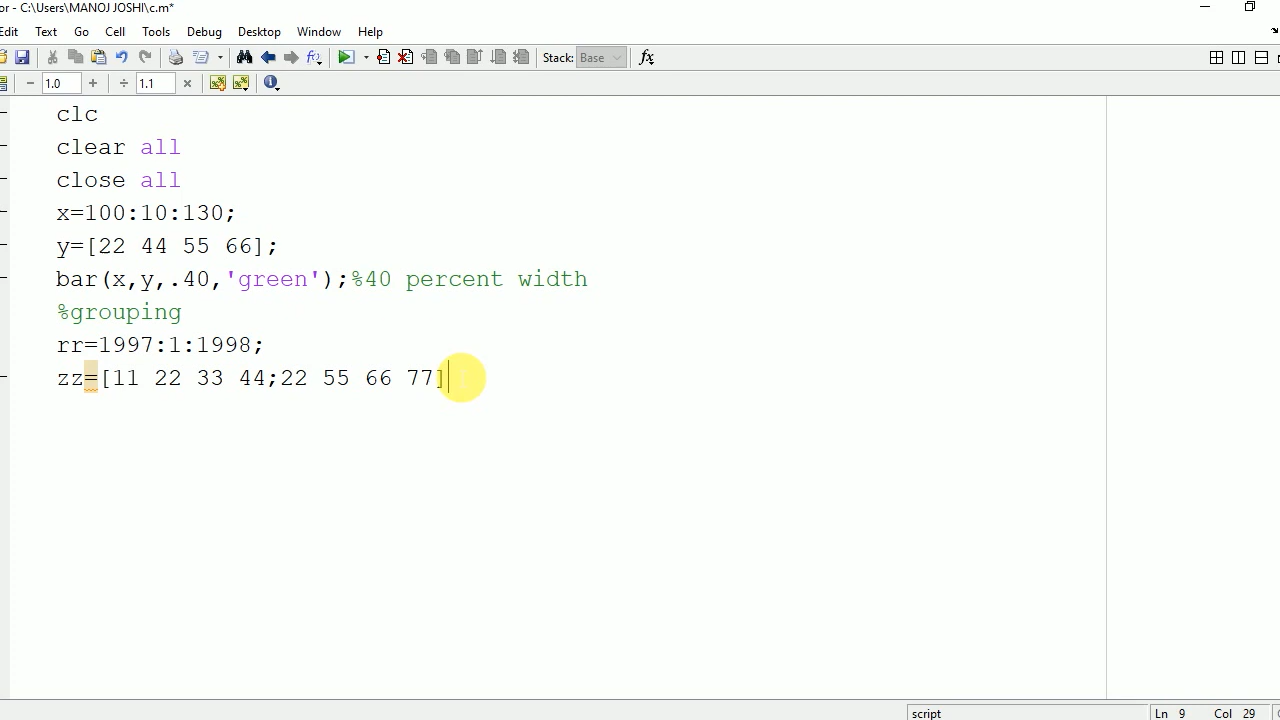 or - C:\Users\MANOJ JOSHI\c.m*
Edit Text Go Cell Tools Debug Desktop Window Help
Stack: Base fx
− 1.0 + ÷ 1.1 ×
clc
clear all
close all
x=100:10:130;
y=[22 44 55 66];
bar(x,y,.40,'green');%40 percent width
%grouping
rr=1997:1:1998;
zz=[11 22 33 44;22 55 66 77]
script Ln 9 Col 29